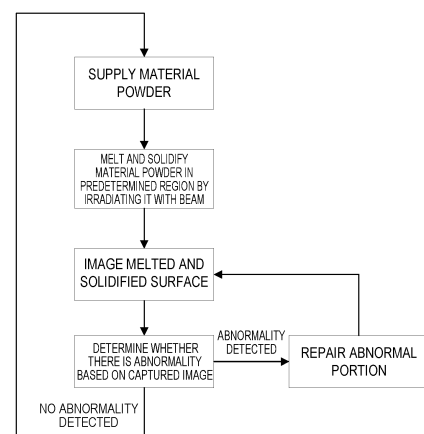 SUPPLY MATERIAL
POWDER
MELT AND SOLIDIFY
MATERIAL POWDER IN
PREDETERMINED REGION BY
IRRADIATING IT WITH BEAM
IMAGE MELTED AND
SOLIDIFIED SURFACE
DETERMINE WHETHER
THERE IS ABNORMALITY
BASED ON CAPTURED IMAGE
ABNORMALITY
DETECTED
REPAIR ABNORMAL
PORTION
NO ABNORMALITY
DETECTED